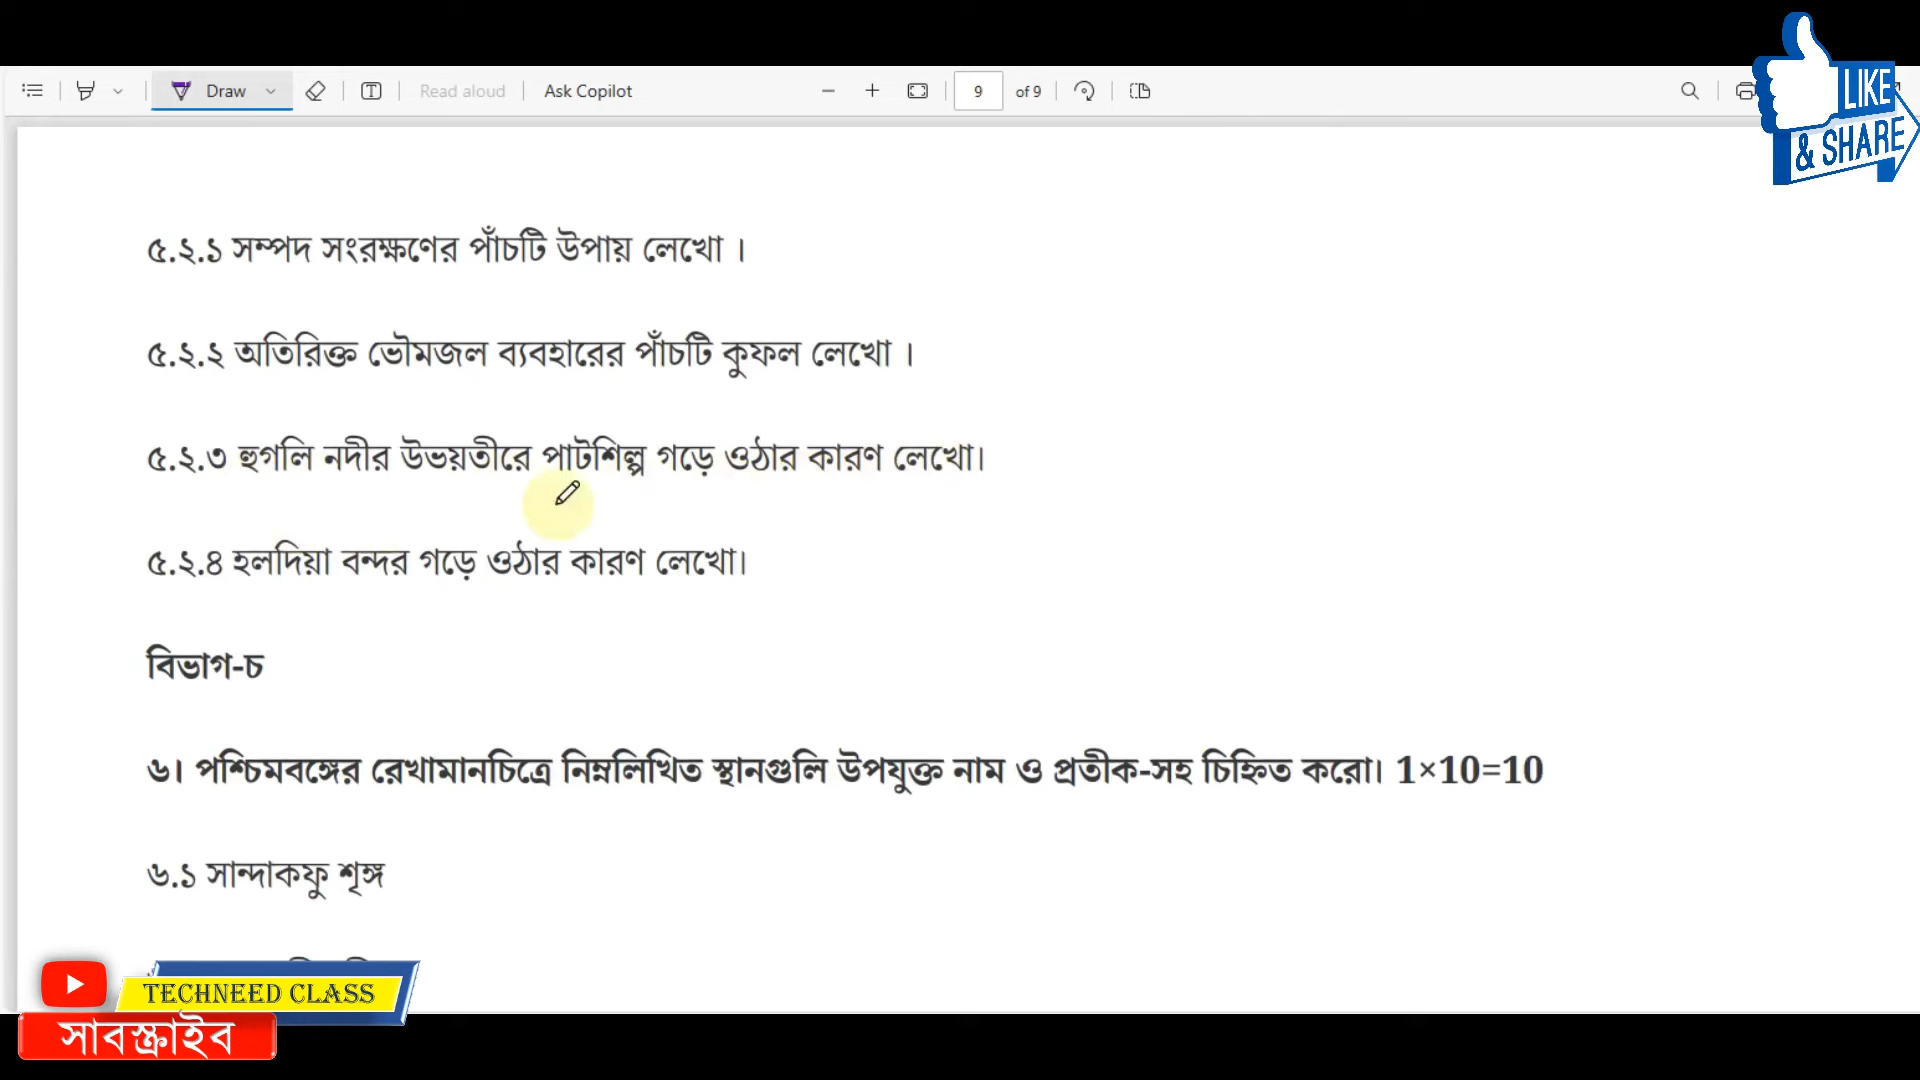 LIKE
& SHARE
Draw Read aloud Ask Copilot 9 of 9
৫.২.১ সম্পদ সংরক্ষণের পাঁচটি উপায় লেখো ।
৫.২.২ অতিরিক্ত ভৌমজল ব্যবহারের পাঁচটি কুফল লেখো ।
৫.২.৩ হুগলি নদীর উভয়তীরে পাটশিল্প গড়ে ওঠার কারণ লেখো।
৫.২.৪ হলদিয়া বন্দর গড়ে ওঠার কারণ লেখো।
বিভাগ-চ
৬। পশ্চিমবঙ্গের রেখামানচিত্রে নিম্নলিখিত স্থানগুলি উপযুক্ত নাম ও প্রতীক-সহ চিহ্নিত করো। 1×10=10
৬.১ সান্দাকফু শৃঙ্গ
TECHNEED CLASS
সাবস্ক্রাইব